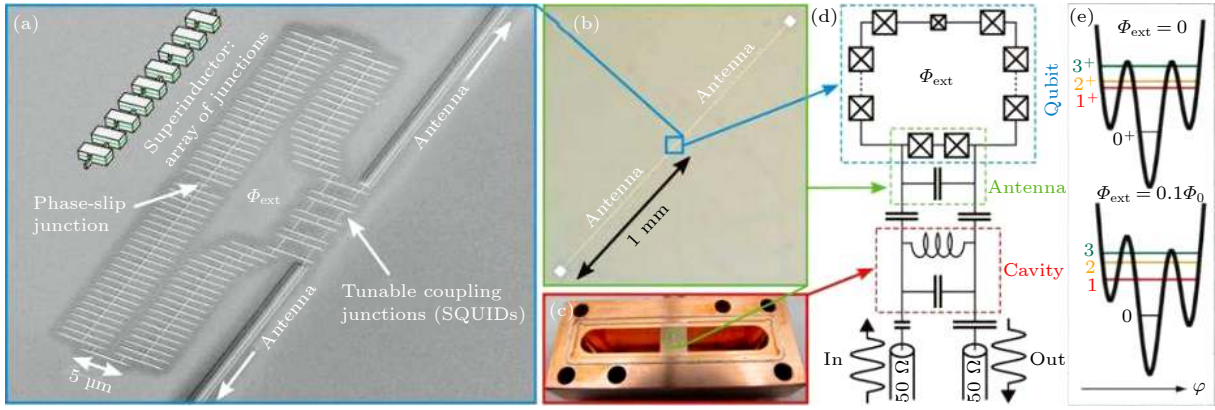 (a)
Superinductor:
array of junctions
Antenna
Phase-slip
junction
Φext
Tunable coupling
junctions (SQUIDs)
Antenna
5 μm
(b)
Antenna
Antenna
1 mm
(c)
(d)
Φext
Qubit
Antenna
Cavity
In
50 Ω
50 Ω
Out
(e)
Φext = 0
3+
2+
1+
0+
Φext = 0.1Φ0
3
2
1
0
φ